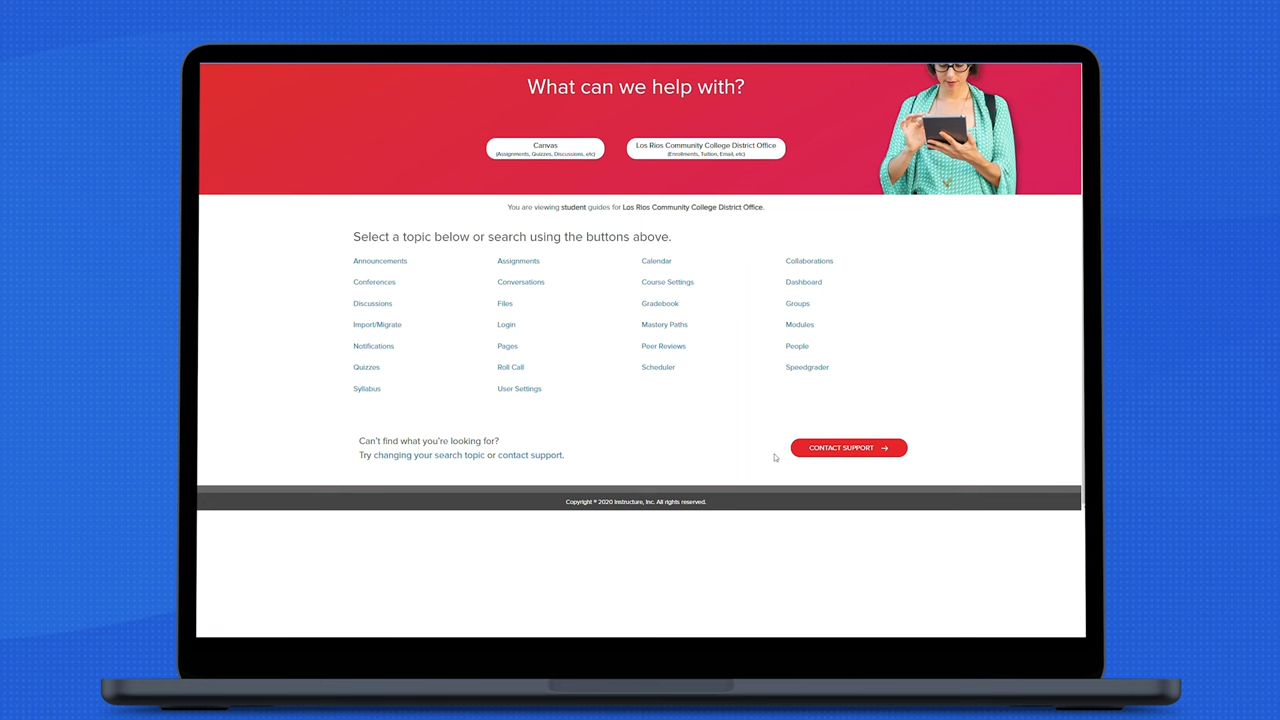 What can we help with?
Canvas
(Assignments, Quizzes, Discussions, etc)
Los Rios Community College District Office
(Enrollments, Tuition, Email, etc)
You are viewing student guides for Los Rios Community College District Office.
Select a topic below or search using the buttons above.
Announcements Assignments Calendar Collaborations
Conferences Conversations Course Settings Dashboard
Discussions Files Gradebook Groups
Import/Migrate Login Mastery Paths Modules
Notifications Pages Peer Reviews People
Quizzes Roll Call Scheduler Speedgrader
Syllabus User Settings
Can't find what you're looking for?
Try changing your search topic or contact support.
CONTACT SUPPORT →
Copyright © 2020 Instructure, Inc. All rights reserved.